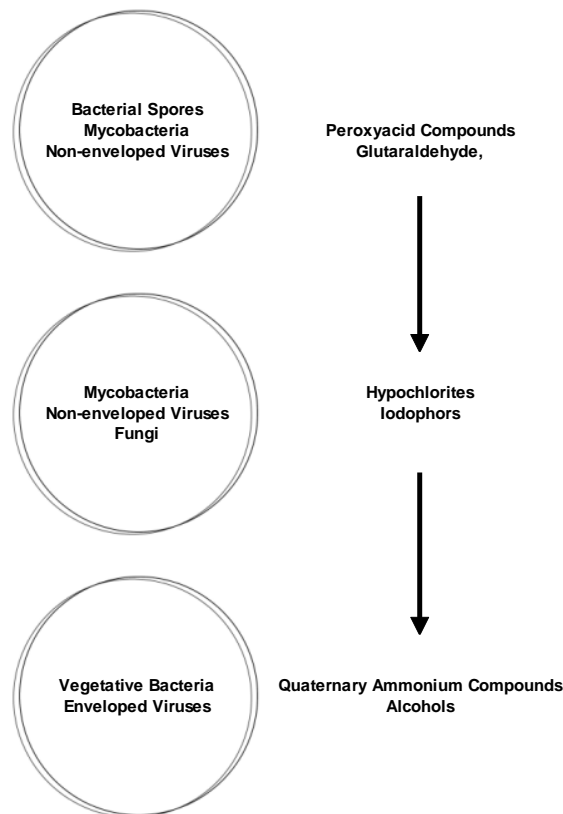 Bacterial Spores
Mycobacteria
Non-enveloped Viruses
Peroxyacid Compounds
Glutaraldehyde,
Mycobacteria
Non-enveloped Viruses
Fungi
Hypochlorites
Iodophors
Vegetative Bacteria
Enveloped Viruses
Quaternary Ammonium Compounds
Alcohols